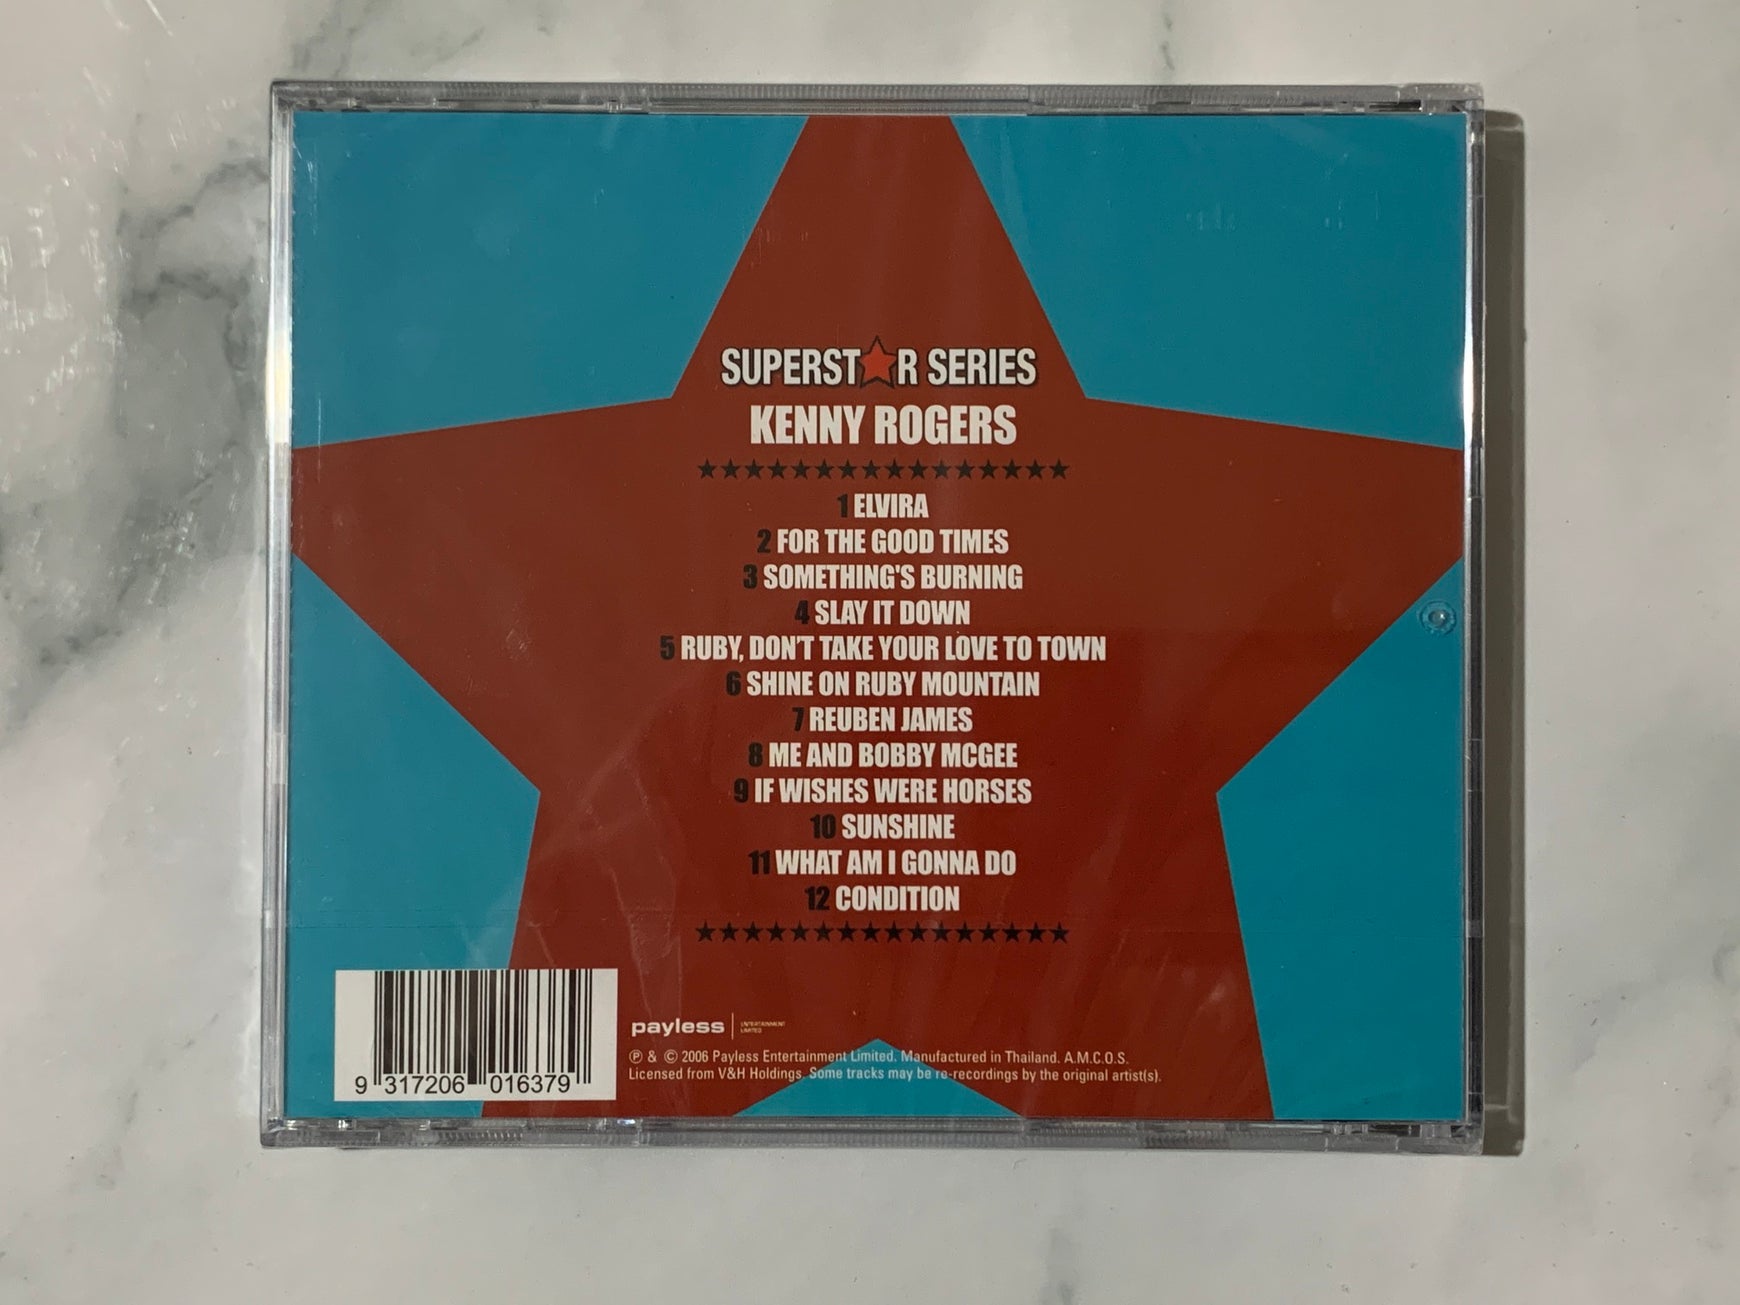 SUPERSTAR SERIES
KENNY ROGERS
1 ELVIRA
2 FOR THE GOOD TIMES
3 SOMETHING'S BURNING
4 SLAY IT DOWN
5 RUBY, DON'T TAKE YOUR LOVE TO TOWN
6 SHINE ON RUBY MOUNTAIN
7 REUBEN JAMES
8 ME AND BOBBY MCGEE
9 IF WISHES WERE HORSES
10 SUNSHINE
11 WHAT AM I GONNA DO
12 CONDITION
payless ENTERTAINMENT
LIMITED
℗ & © 2006 Payless Entertainment Limited. Manufactured in Thailand. A.M.C.O.S.
Licensed from V&H Holdings. Some tracks may be re-recordings by the original artist(s).
9 317206 016379